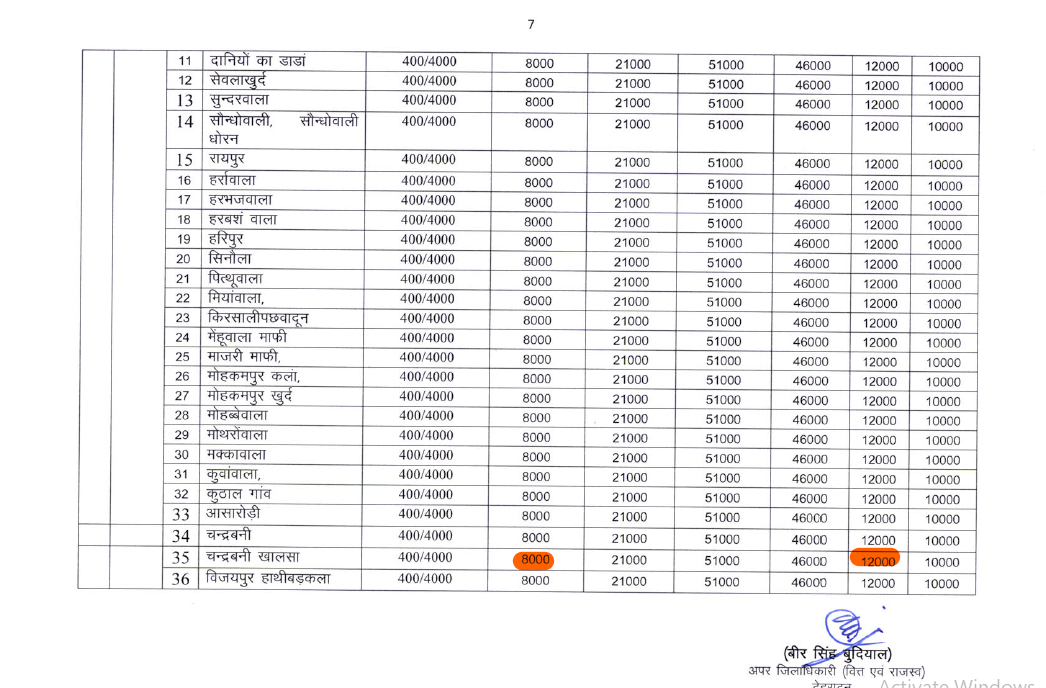 7
11 दानियों का डाडां 400/4000 8000 21000 51000 46000 12000 10000
12 सेवलाखुर्द 400/4000 8000 21000 51000 46000 12000 10000
13 सुन्दरवाला 400/4000 8000 21000 51000 46000 12000 10000
14 सौन्धोवाली, सौन्धोवाली 400/4000 8000 21000 51000 46000 12000 10000
धोरन
15 रायपुर 400/4000 8000 21000 51000 46000 12000 10000
16 हर्रावाला 400/4000 8000 21000 51000 46000 12000 10000
17 हरभजवाला 400/4000 8000 21000 51000 46000 12000 10000
18 हरबशं वाला 400/4000 8000 21000 51000 46000 12000 10000
19 हरिपुर 400/4000 8000 21000 51000 46000 12000 10000
20 सिनौला 400/4000 8000 21000 51000 46000 12000 10000
21 पित्थूवाला 400/4000 8000 21000 51000 46000 12000 10000
22 मियांवाला, 400/4000 8000 21000 51000 46000 12000 10000
23 किरसालीपछवादून 400/4000 8000 21000 51000 46000 12000 10000
24 मेंहूवाला माफी 400/4000 8000 21000 51000 46000 12000 10000
25 माजरी माफी, 400/4000 8000 21000 51000 46000 12000 10000
26 मोहकमपुर कलां, 400/4000 8000 21000 51000 46000 12000 10000
27 मोहकमपुर खुर्द 400/4000 8000 21000 51000 46000 12000 10000
28 मोहब्बेवाला 400/4000 8000 21000 51000 46000 12000 10000
29 मोथरोंवाला 400/4000 8000 21000 51000 46000 12000 10000
30 मक्कावाला 400/4000 8000 21000 51000 46000 12000 10000
31 कुवांवाला, 400/4000 8000 21000 51000 46000 12000 10000
32 कुठाल गांव 400/4000 8000 21000 51000 46000 12000 10000
33 आसारोड़ी 400/4000 8000 21000 51000 46000 12000 10000
34 चन्द्रबनी 400/4000 8000 21000 51000 46000 12000 10000
35 चन्द्रबनी खालसा 400/4000 8000 21000 51000 46000 12000 10000
36 विजयपुर हाथीबड़कला 400/4000 8000 21000 51000 46000 12000 10000
(बीर सिंह बुदियाल)
अपर जिलाधिकारी (वित्त एवं राजस्व)
देहरादून
Activate Windows